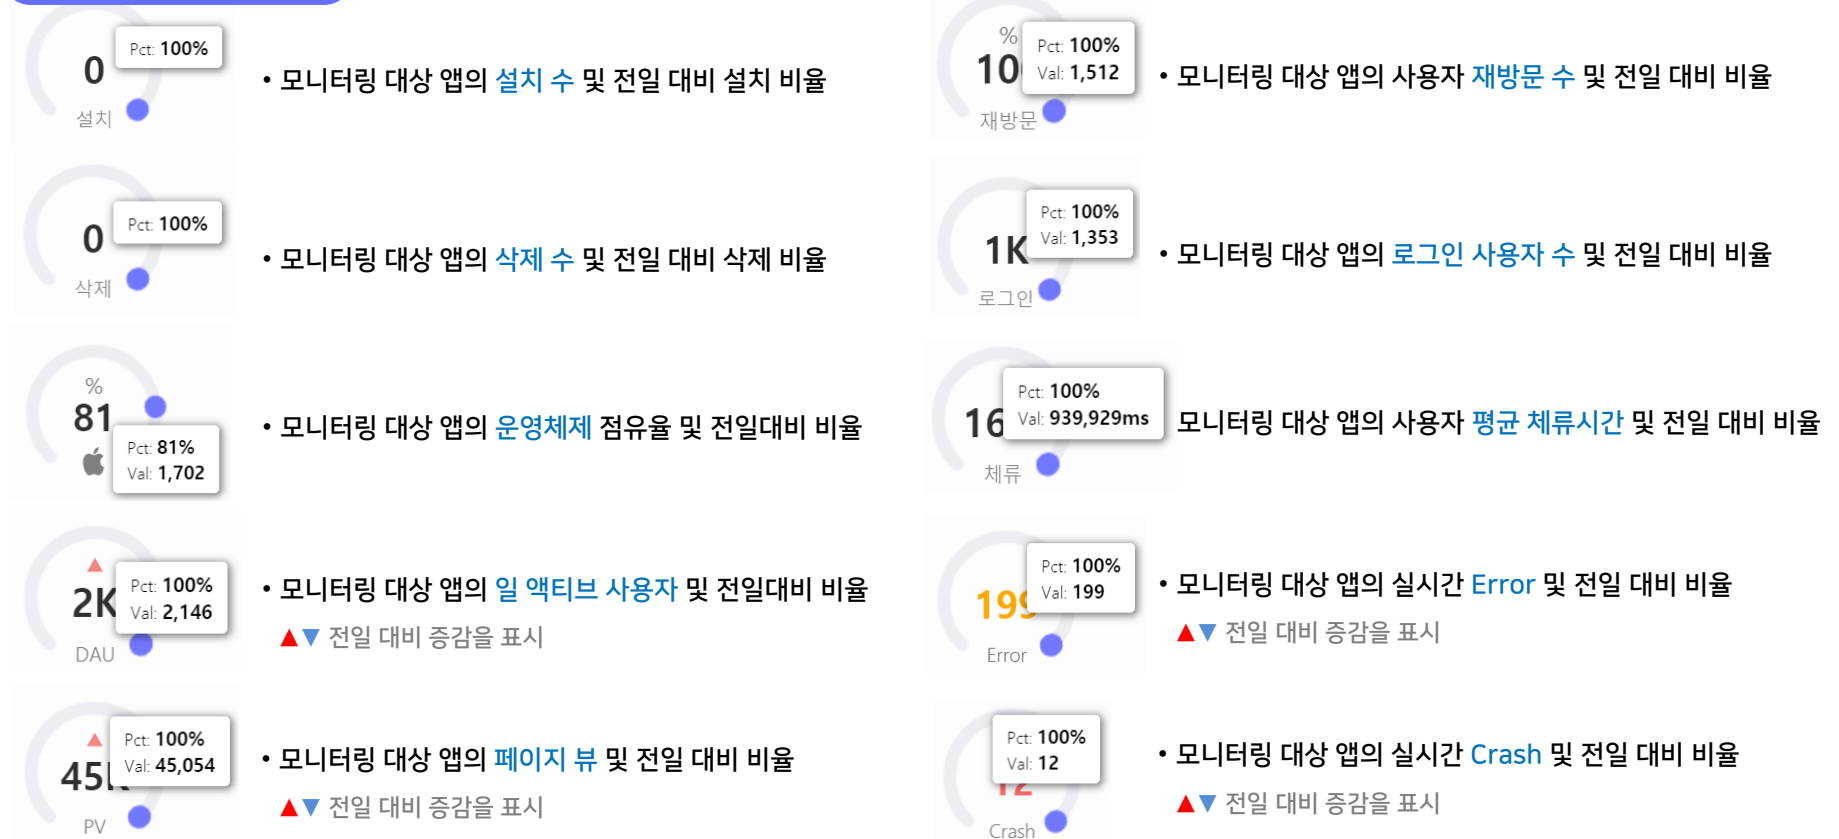 Pct: 100%
0
설치
• 모니터링 대상 앱의 설치 수 및 전일 대비 설치 비율
Pct: 100%
0
삭제
• 모니터링 대상 앱의 삭제 수 및 전일 대비 삭제 비율
%
81
Pct: 81%
Val: 1,702
• 모니터링 대상 앱의 운영체제 점유율 및 전일대비 비율
▲
2K
Pct: 100%
Val: 2,146
DAU
• 모니터링 대상 앱의 일 액티브 사용자 및 전일대비 비율
▲▼ 전일 대비 증감을 표시
▲
Pct: 100%
Val: 45,054
45
PV
• 모니터링 대상 앱의 페이지 뷰 및 전일 대비 비율
▲▼ 전일 대비 증감을 표시
%
Pct: 100%
Val: 1,512
10
재방문
• 모니터링 대상 앱의 사용자 재방문 수 및 전일 대비 비율
Pct: 100%
Val: 1,353
1K
로그인
• 모니터링 대상 앱의 로그인 사용자 수 및 전일 대비 비율
Pct: 100%
Val: 939,929ms
16
체류
모니터링 대상 앱의 사용자 평균 체류시간 및 전일 대비 비율
Pct: 100%
Val: 199
199
Error
• 모니터링 대상 앱의 실시간 Error 및 전일 대비 비율
▲▼ 전일 대비 증감을 표시
Pct: 100%
Val: 12
12
Crash
• 모니터링 대상 앱의 실시간 Crash 및 전일 대비 비율
▲▼ 전일 대비 증감을 표시